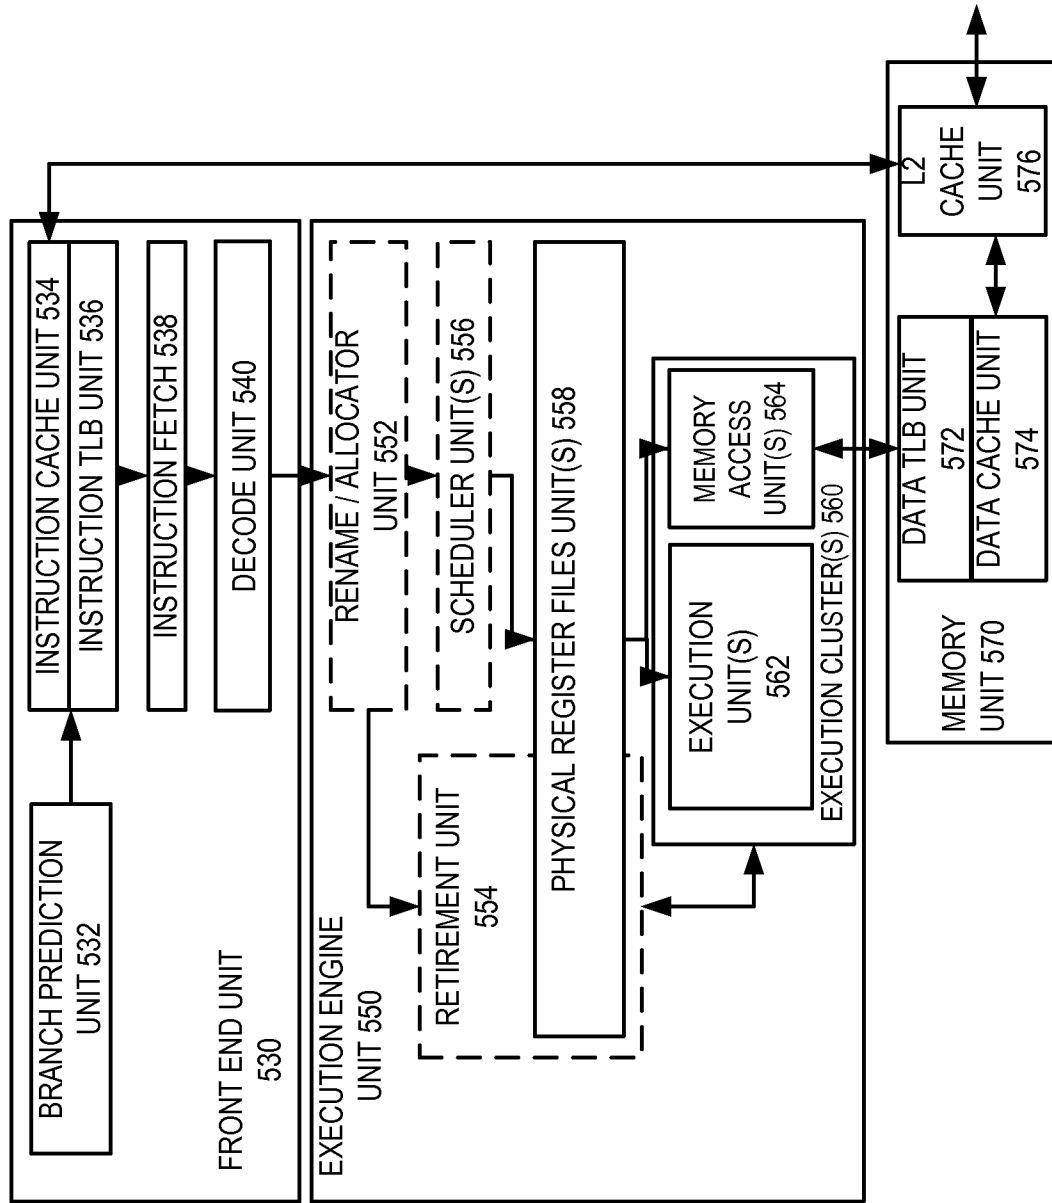 BRANCH PREDICTION
UNIT 532
INSTRUCTION CACHE UNIT 534
INSTRUCTION TLB UNIT 536
INSTRUCTION FETCH 538
DECODE UNIT 540
FRONT END UNIT
530
EXECUTION ENGINE
UNIT 550
RENAME / ALLOCATOR
UNIT 552
RETIREMENT UNIT
554
SCHEDULER UNIT(S) 556
PHYSICAL REGISTER FILES UNIT(S) 558
EXECUTION
UNIT(S)
562
MEMORY
ACCESS
UNIT(S) 564
EXECUTION CLUSTER(S) 560
MEMORY
UNIT 570
DATA TLB UNIT
572
DATA CACHE UNIT
574
L2
CACHE
UNIT
576